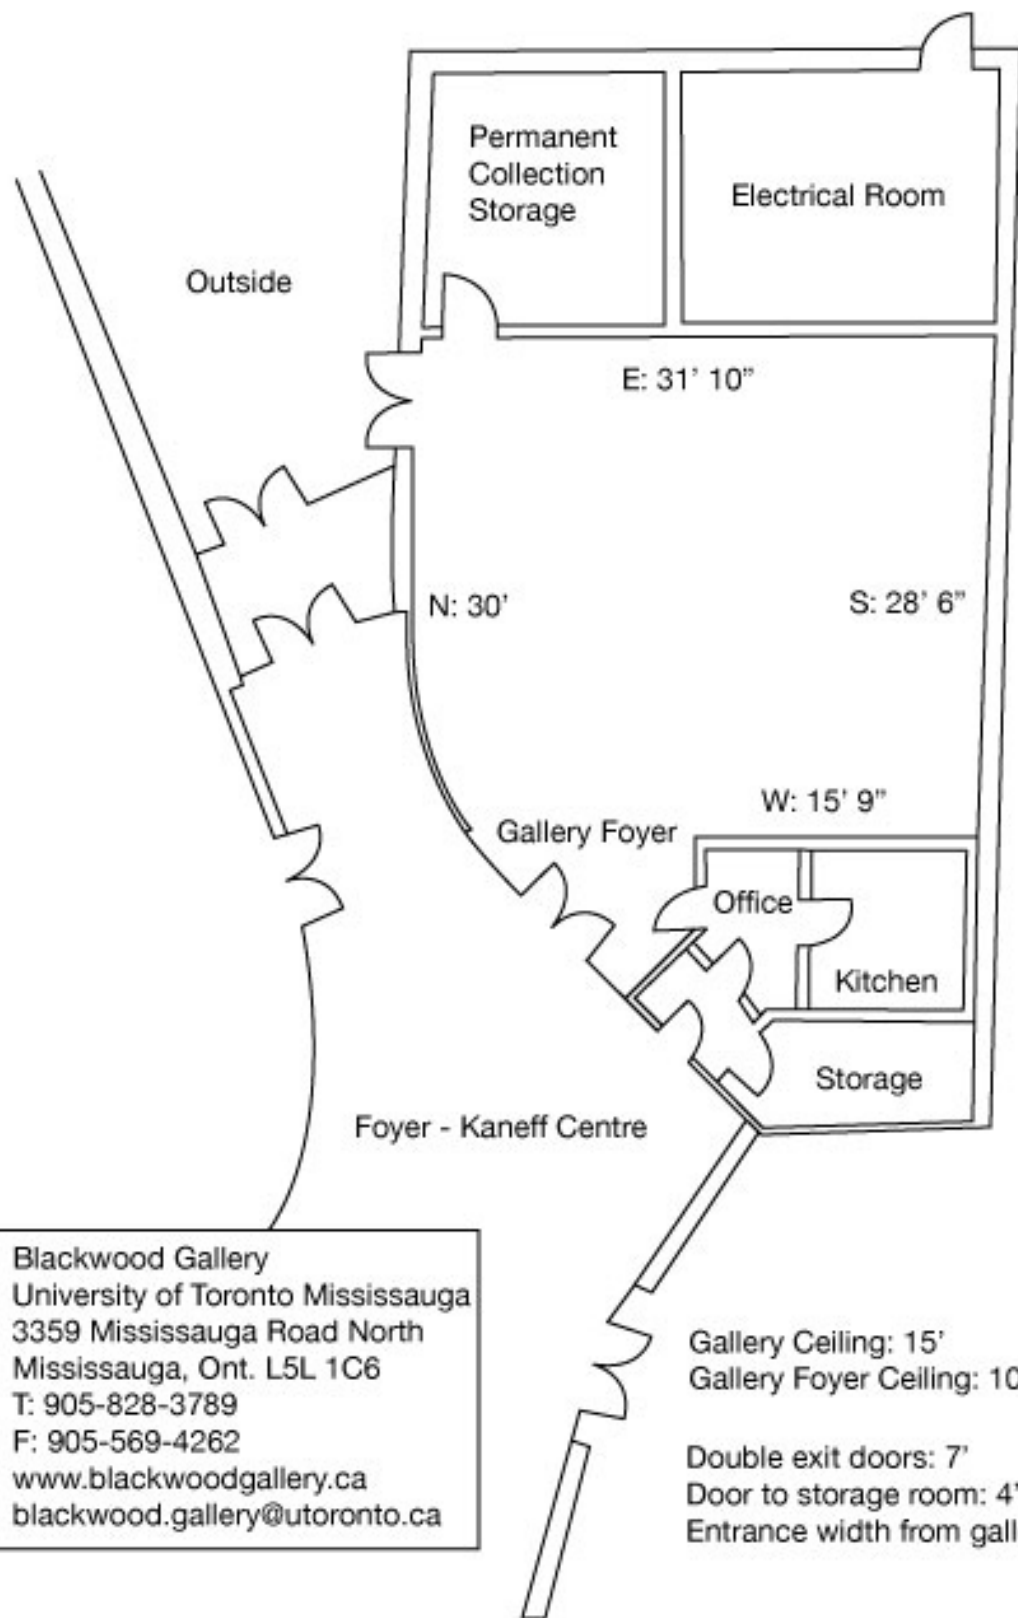 Permanent
Collection
Storage
Electrical Room
Outside
E: 31’ 10”
N: 30’
S: 28’ 6”
W: 15’ 9”
Gallery Foyer
Office
Kitchen
Storage
Foyer - Kaneff Centre
Blackwood Gallery
University of Toronto Mississauga
3359 Mississauga Road North
Mississauga, Ont. L5L 1C6
T: 905-828-3789
F: 905-569-4262
www.blackwoodgallery.ca
blackwood.gallery@utoronto.ca
Gallery Ceiling: 15’
Gallery Foyer Ceiling: 10
Double exit doors: 7’
Door to storage room: 4’
Entrance width from gall